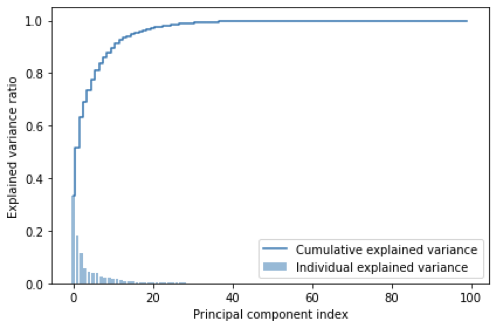 1.0
0.8
0.6
0.4
0.2
0.0
Explained variance ratio
Cumulative explained variance
Individual explained variance
0 20 40 60 80 100
Principal component index